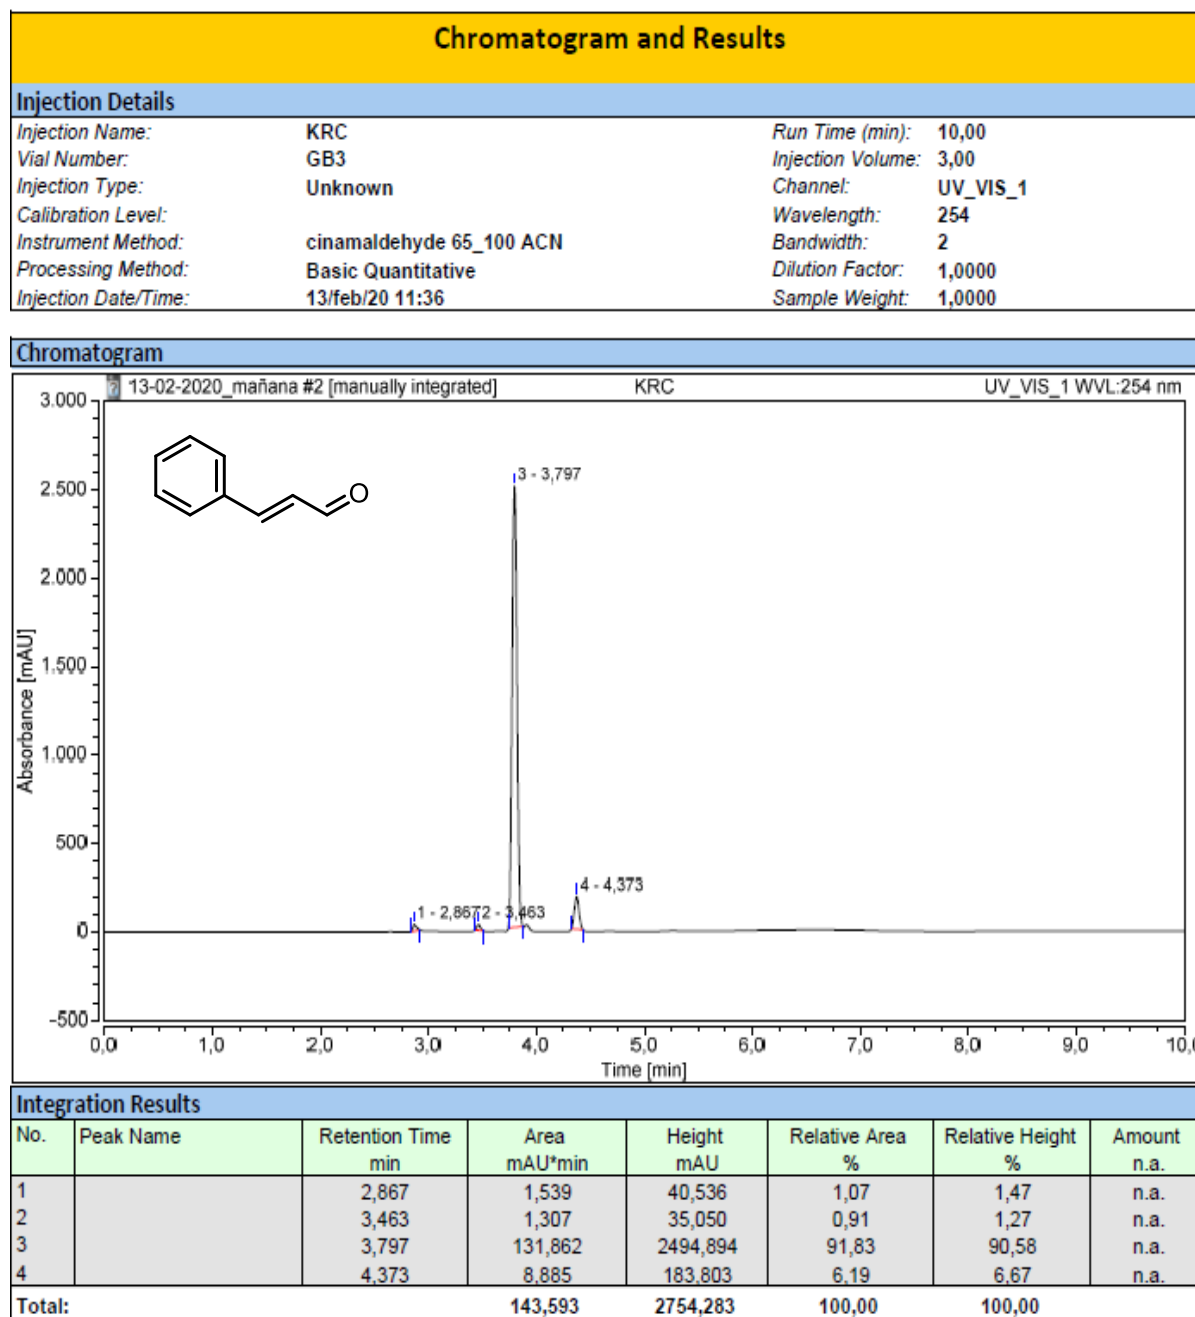 Chromatogram and Results
Injection Details
Injection Name: KRC Run Time (min): 10,00
Vial Number: GB3 Injection Volume: 3,00
Injection Type: Unknown Channel: UV_VIS_1
Calibration Level: Wavelength: 254
Instrument Method: cinamaldehyde 65_100 ACN Bandwidth: 2
Processing Method: Basic Quantitative Dilution Factor: 1,0000
Injection Date/Time: 13/feb/20 11:36 Sample Weight: 1,0000
Chromatogram
13-02-2020_mañana #2 [manually integrated] KRC UV_VIS_1 WVL:254 nm
3.000
2.500
2.000
1.500
1.000
500
0
-500
Absorbance [mAU]
O
3 - 3,797
4 - 4,373
1 - 2,867
2 - 3,463
0,0 1,0 2,0 3,0 4,0 5,0 6,0 7,0 8,0 9,0 10,0
Time [min]
Integration Results
No. Peak Name Retention Time Area Height Relative Area Relative Height Amount
min mAU*min mAU % % n.a.
1 2,867 1,539 40,536 1,07 1,47 n.a.
2 3,463 1,307 35,050 0,91 1,27 n.a.
3 3,797 131,862 2494,894 91,83 90,58 n.a.
4 4,373 8,885 183,803 6,19 6,67 n.a.
Total: 143,593 2754,283 100,00 100,00